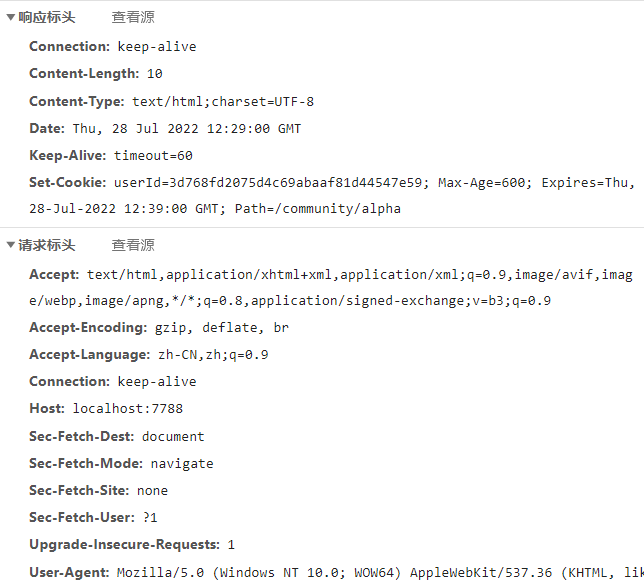 ▼响应标头 查看源
Connection: keep-alive
Content-Length: 10
Content-Type: text/html;charset=UTF-8
Date: Thu, 28 Jul 2022 12:29:00 GMT
Keep-Alive: timeout=60
Set-Cookie: userId=3d768fd2075d4c69abaaf81d44547e59; Max-Age=600; Expires=Thu,
28-Jul-2022 12:39:00 GMT; Path=/community/alpha
▼请求标头 查看源
Accept: text/html,application/xhtml+xml,application/xml;q=0.9,image/avif,imag
e/webp,image/apng,*/*;q=0.8,application/signed-exchange;v=b3;q=0.9
Accept-Encoding: gzip, deflate, br
Accept-Language: zh-CN,zh;q=0.9
Connection: keep-alive
Host: localhost:7788
Sec-Fetch-Dest: document
Sec-Fetch-Mode: navigate
Sec-Fetch-Site: none
Sec-Fetch-User: ?1
Upgrade-Insecure-Requests: 1
User-Agent: Mozilla/5.0 (Windows NT 10.0; WOW64) AppleWebKit/537.36 (KHTML, lik